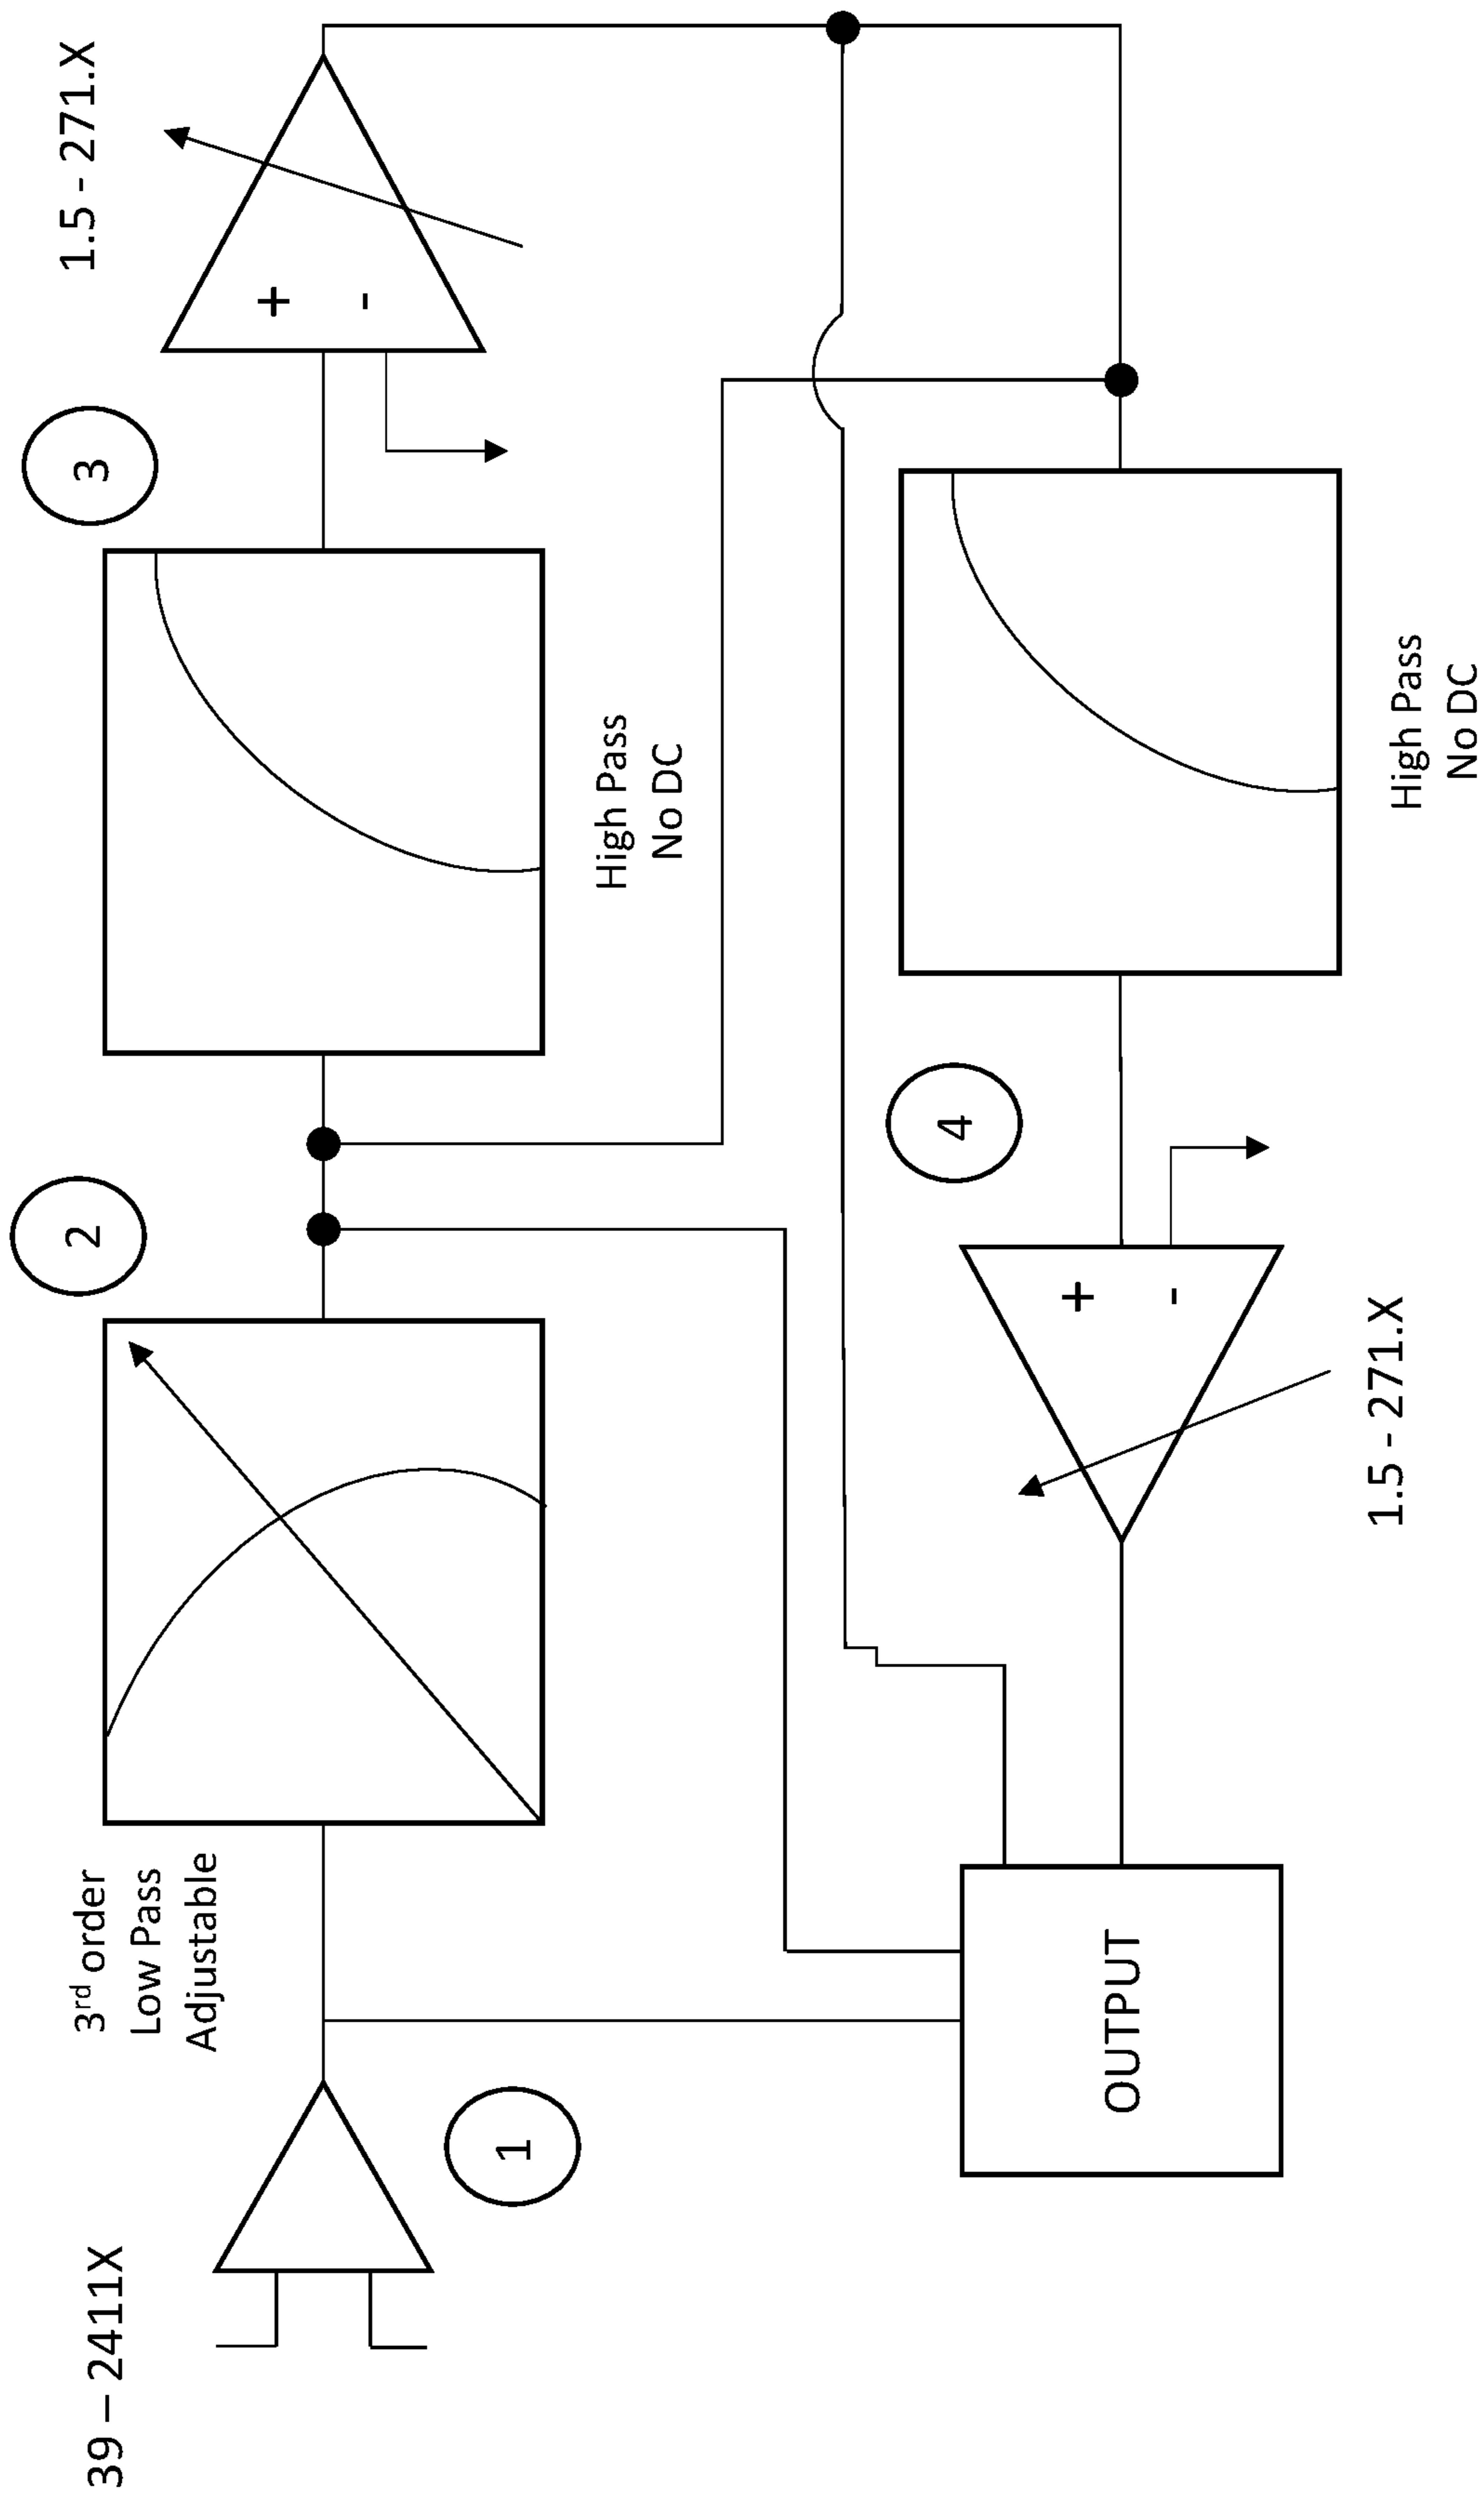 39 – 2411X
3rd order
Low Pass
Adjustable
2
3
1.5 - 271.X
+
-
1
High Pass
No DC
4
OUTPUT
+
-
1.5 - 271.X
High Pass
No DC